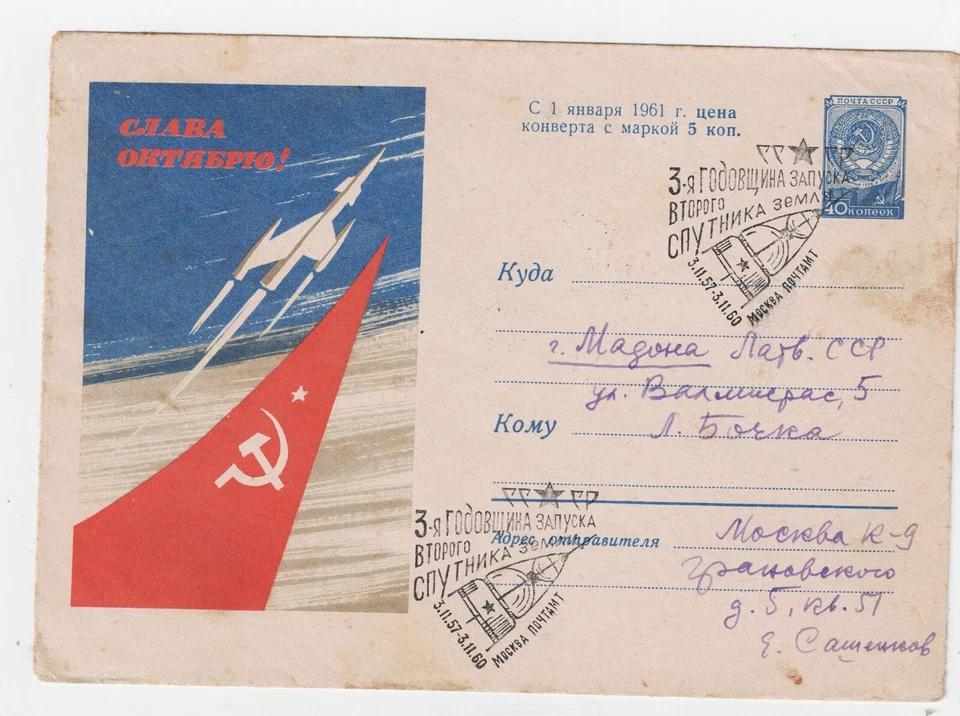 СЛАВА
ОКТЯБРЮ!
С 1 января 1961 г. цена
конверта с маркой 5 коп.
ПОЧТА СССР
40 КОПЕЕК
3-я ГОДОВЩИНА ЗАПУСКА
ВТОРОГО
СПУТНИКА ЗЕМЛИ
3.11.57-3.11.60
МОСКВА ПОЧТАМТ
Куда
г. Мадона Латв. ССР
ул. Валмиерас, 5
Кому
Л. Бочка
3-я ГОДОВЩИНА ЗАПУСКА
ВТОРОГО
СПУТНИКА ЗЕМЛИ
3.11.57-3.11.60
МОСКВА ПОЧТАМТ
Адрес отправителя
Москва К-9
Грановского
д. 5, кв. 51
Е. Сашенков